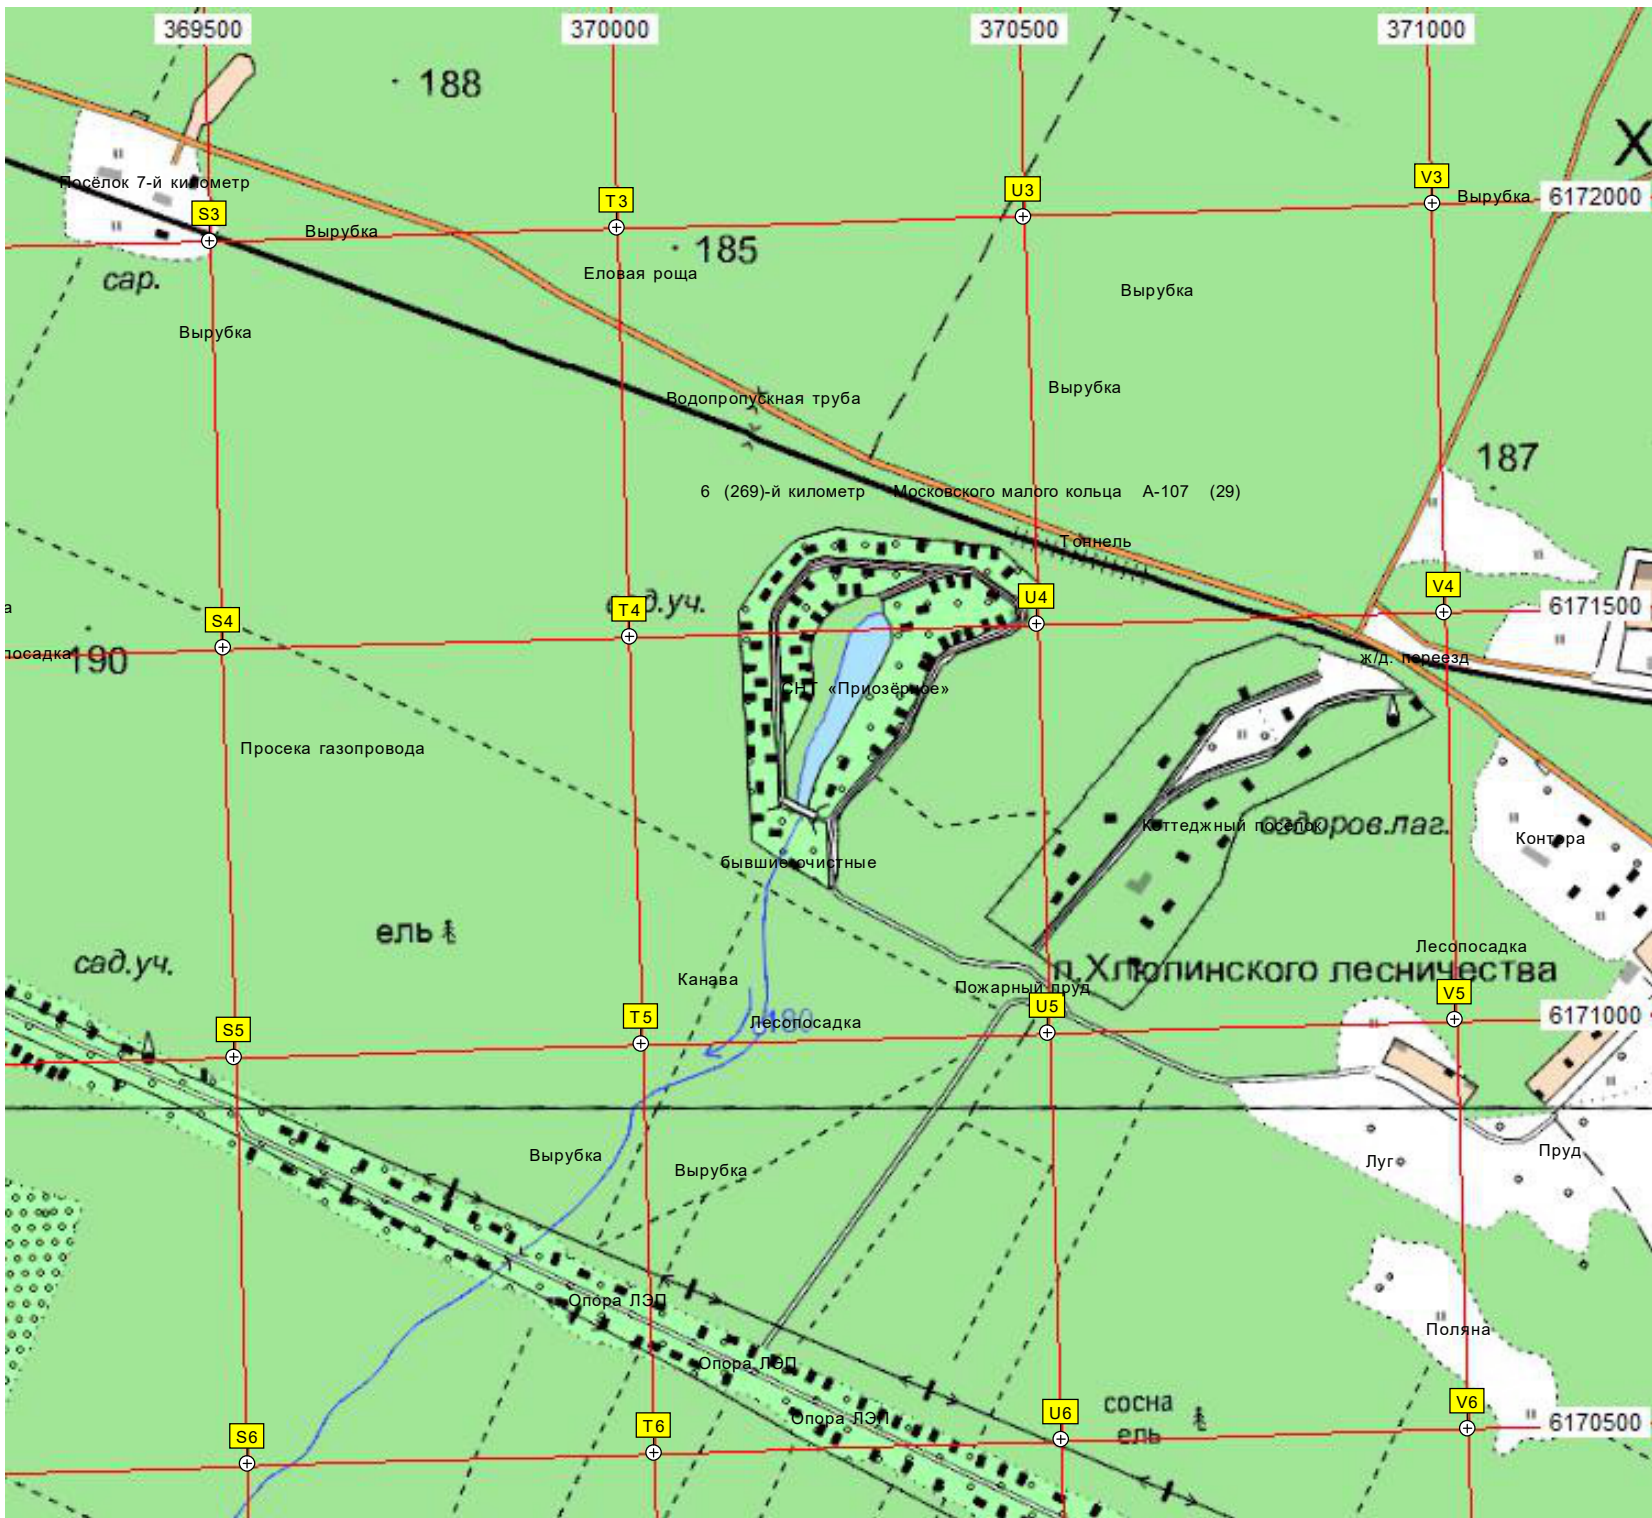 369500
370000
370500
371000
188
Х
Посёлок 7-й километр
S3
T3
U3
V3
Вырубка
6172000
Вырубка
185
Еловая роща
сар.
Вырубка
Вырубка
Вырубка
Водопропускная труба
187
6 (269)-й километр Московского малого кольца А-107 (29)
Тоннель
S4
T4
сад.уч.
U4
V4
6171500
а
посадка
190
ж/д. переезд
СНТ «Приозёрное»
Просека газопровода
Коттеджный посёлок
оздоров.лаг.
Контора
бывшие очистные
ель
сад.уч.
Лесопосадка
п.Хлюпинского лесничества
Канава
Пожарный пруд
S5
T5
U5
V5
6171000
180
Лесопосадка
Вырубка
Вырубка
Луг
Пруд
Опора ЛЭП
Поляна
Опора ЛЭП
Опора ЛЭП
сосна
ель
S6
T6
U6
V6
6170500